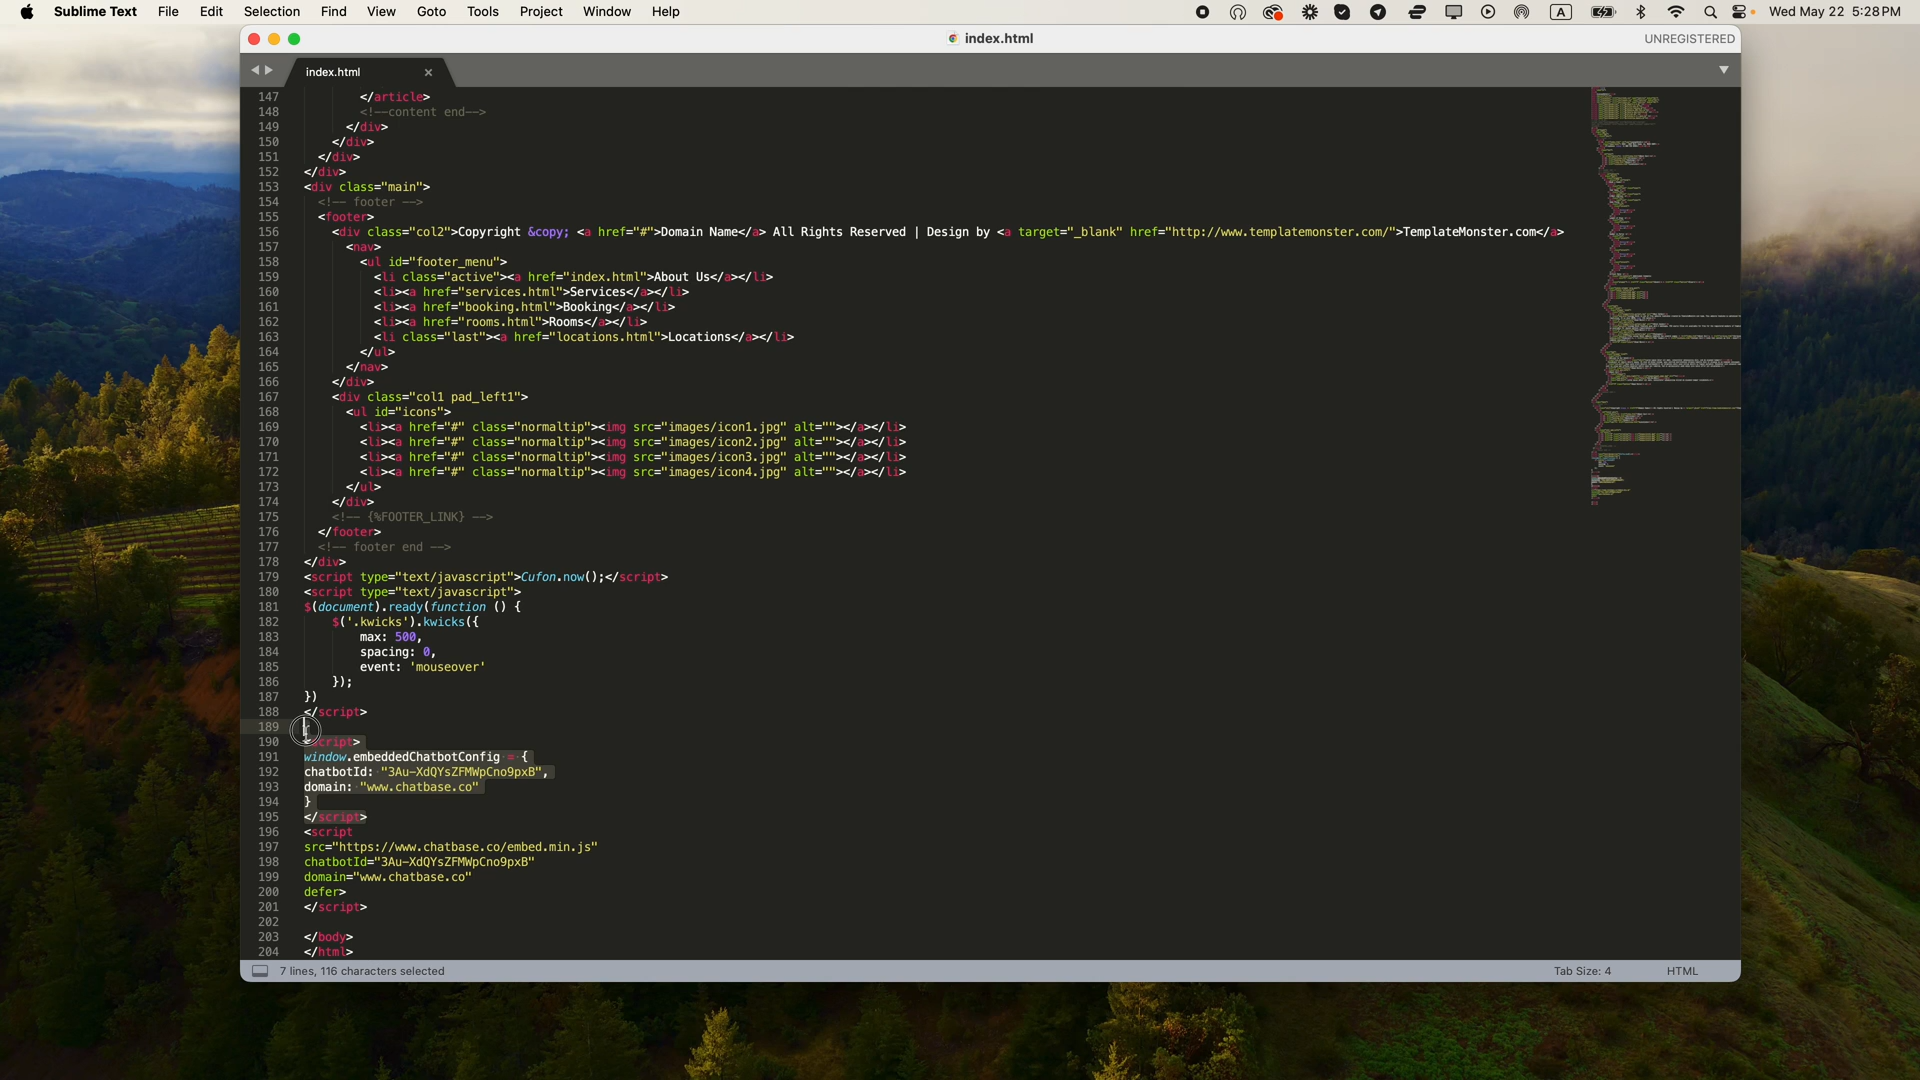 Sublime Text File Edit Selection Find View Goto Tools Project Window Help A Wed May 22 5:28 PM
index.html UNREGISTERED
index.html
147 </article>
148 <!--content end-->
149 </div>
150 </div>
151 </div>
152 </div>
153 <div class="main">
154 <!-- footer -->
155 <footer>
156 <div class="col2">Copyright &copy; <a href="#">Domain Name</a> All Rights Reserved | Design by <a target="_blank" href="http://www.templatemonster.com/">TemplateMonster.com</a>
157 <nav>
158 <ul id="footer_menu">
159 <li class="active"><a href="index.html">About Us</a></li>
160 <li><a href="services.html">Services</a></li>
161 <li><a href="booking.html">Booking</a></li>
162 <li><a href="rooms.html">Rooms</a></li>
163 <li class="last"><a href="locations.html">Locations</a></li>
164 </ul>
165 </nav>
166 </div>
167 <div class="col1 pad_left1">
168 <ul id="icons">
169 <li><a href="#" class="normaltip"><img src="images/icon1.jpg" alt=""></a></li>
170 <li><a href="#" class="normaltip"><img src="images/icon2.jpg" alt=""></a></li>
171 <li><a href="#" class="normaltip"><img src="images/icon3.jpg" alt=""></a></li>
172 <li><a href="#" class="normaltip"><img src="images/icon4.jpg" alt=""></a></li>
173 </ul>
174 </div>
175 <!-- {%FOOTER_LINK} -->
176 </footer>
177 <!-- footer end -->
178 </div>
179 <script type="text/javascript">Cufon.now();</script>
180 <script type="text/javascript">
181 $(document).ready(function () {
182 $('.kwicks').kwicks({
183 max: 500,
184 spacing: 0,
185 event: 'mouseover'
186 });
187 })
188 </script>
189
190 <script>
191 window.embeddedChatbotConfig = {
192 chatbotId: "3Au-XdQYsZFMWpCno9pxB",
193 domain: "www.chatbase.co"
194 }
195 </script>
196 <script
197 src="https://www.chatbase.co/embed.min.js"
198 chatbotId="3Au-XdQYsZFMWpCno9pxB"
199 domain="www.chatbase.co"
200 defer>
201 </script>
202
203 </body>
204 </html>
7 lines, 116 characters selected Tab Size: 4 HTML